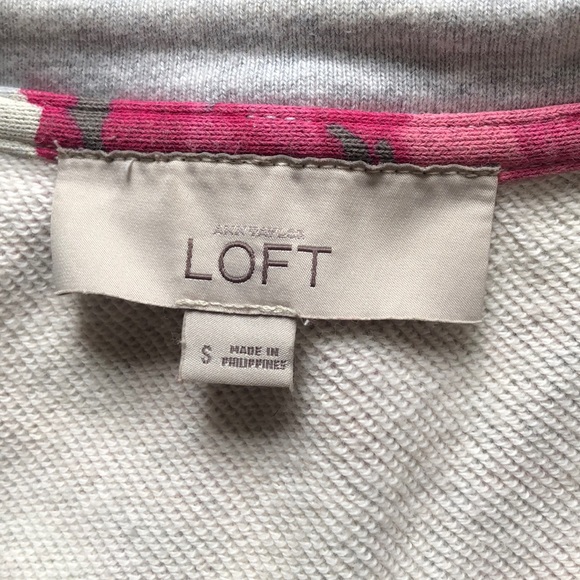 ANN TAYLOR
LOFT
S
MADE IN
PHILIPPINES